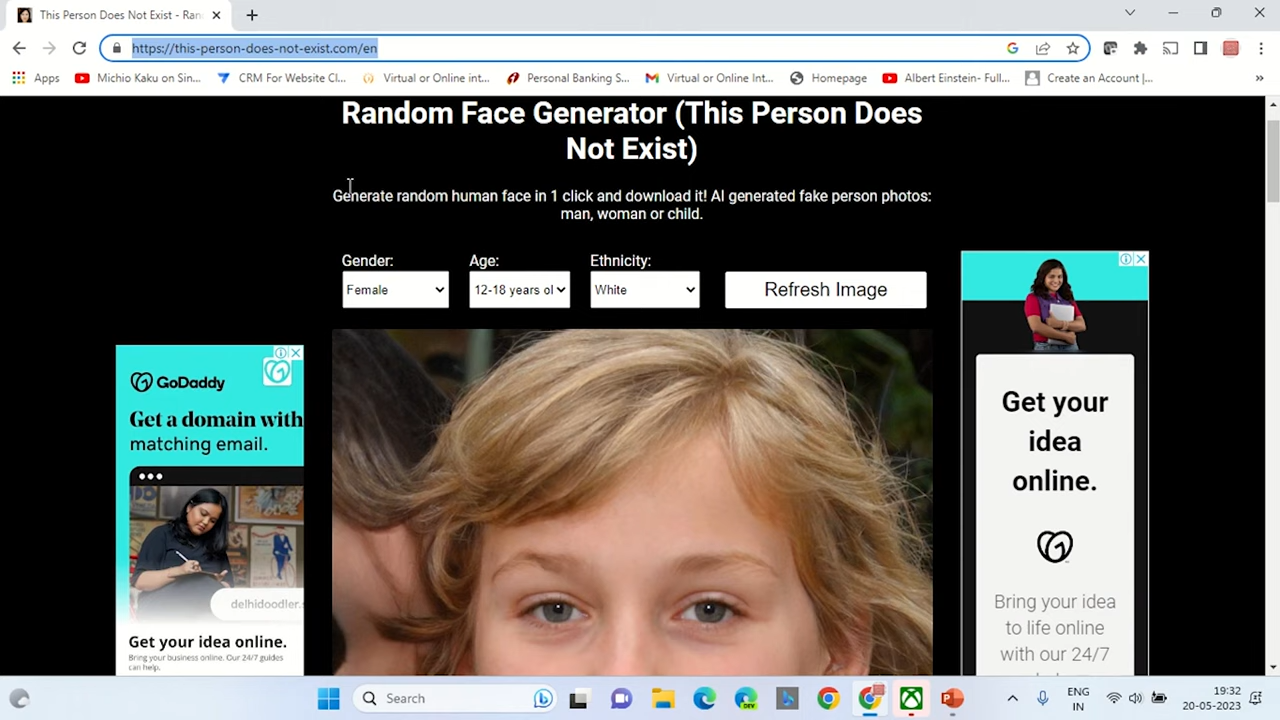 This Person Does Not Exist - Ran
https://this-person-does-not-exist.com/en
Apps
Michio Kaku on Sin...
CRM For Website Cl...
Virtual or Online int...
Personal Banking S...
Virtual or Online Int...
Homepage
Albert Einstein- Full...
Create an Account |...
»
Random Face Generator (This Person Does
Not Exist)
Generate random human face in 1 click and download it! AI generated fake person photos:
man, woman or child.
Gender:
Age:
Ethnicity:
Female
12-18 years ol
White
Refresh Image
GoDaddy
Get a domain with
matching email.
delhidoodler.
Get your idea online.
Bring your business online. Our 24/7 guides
can help.
Get your
idea
online.
Bring your idea
to life online
with our 24/7
Search
DEV
ENG
IN
19:32
20-05-2023